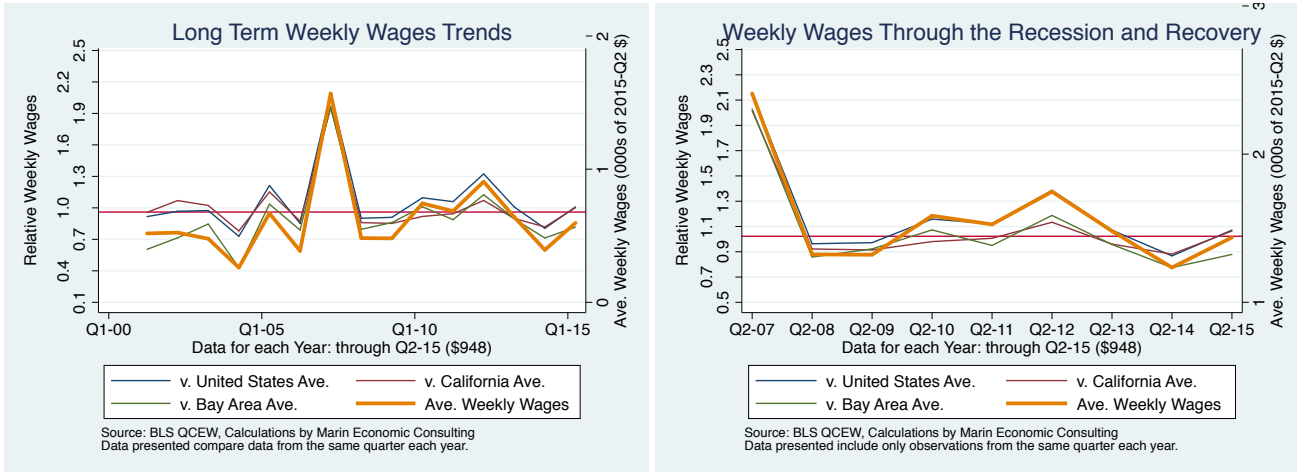 Long Term Weekly Wages Trends
Relative Weekly Wages
2.5
2.2
1.9
1.6
1.3
1.0
0.7
0.4
0.1
2
1
0
Ave. Weekly Wages (000s of 2015-Q2 $)
Q1-00 Q1-05 Q1-10 Q1-15
Data for each Year: through Q2-15 ($948)
v. United States Ave. v. California Ave.
v. Bay Area Ave. Ave. Weekly Wages
Source: BLS QCEW, Calculations by Marin Economic Consulting
Data presented compare data from the same quarter each year.
Weekly Wages Through the Recession and Recovery
Relative Weekly Wages
2.5
2.3
2.1
1.9
1.7
1.5
1.3
1.1
0.9
0.7
0.5
3
2
1
Ave. Weekly Wages (000s of 2015-Q2 $)
Q2-07 Q2-08 Q2-09 Q2-10 Q2-11 Q2-12 Q2-13 Q2-14 Q2-15
Data for each Year: through Q2-15 ($948)
v. United States Ave. v. California Ave.
v. Bay Area Ave. Ave. Weekly Wages
Source: BLS QCEW, Calculations by Marin Economic Consulting
Data presented include only observations from the same quarter each year.